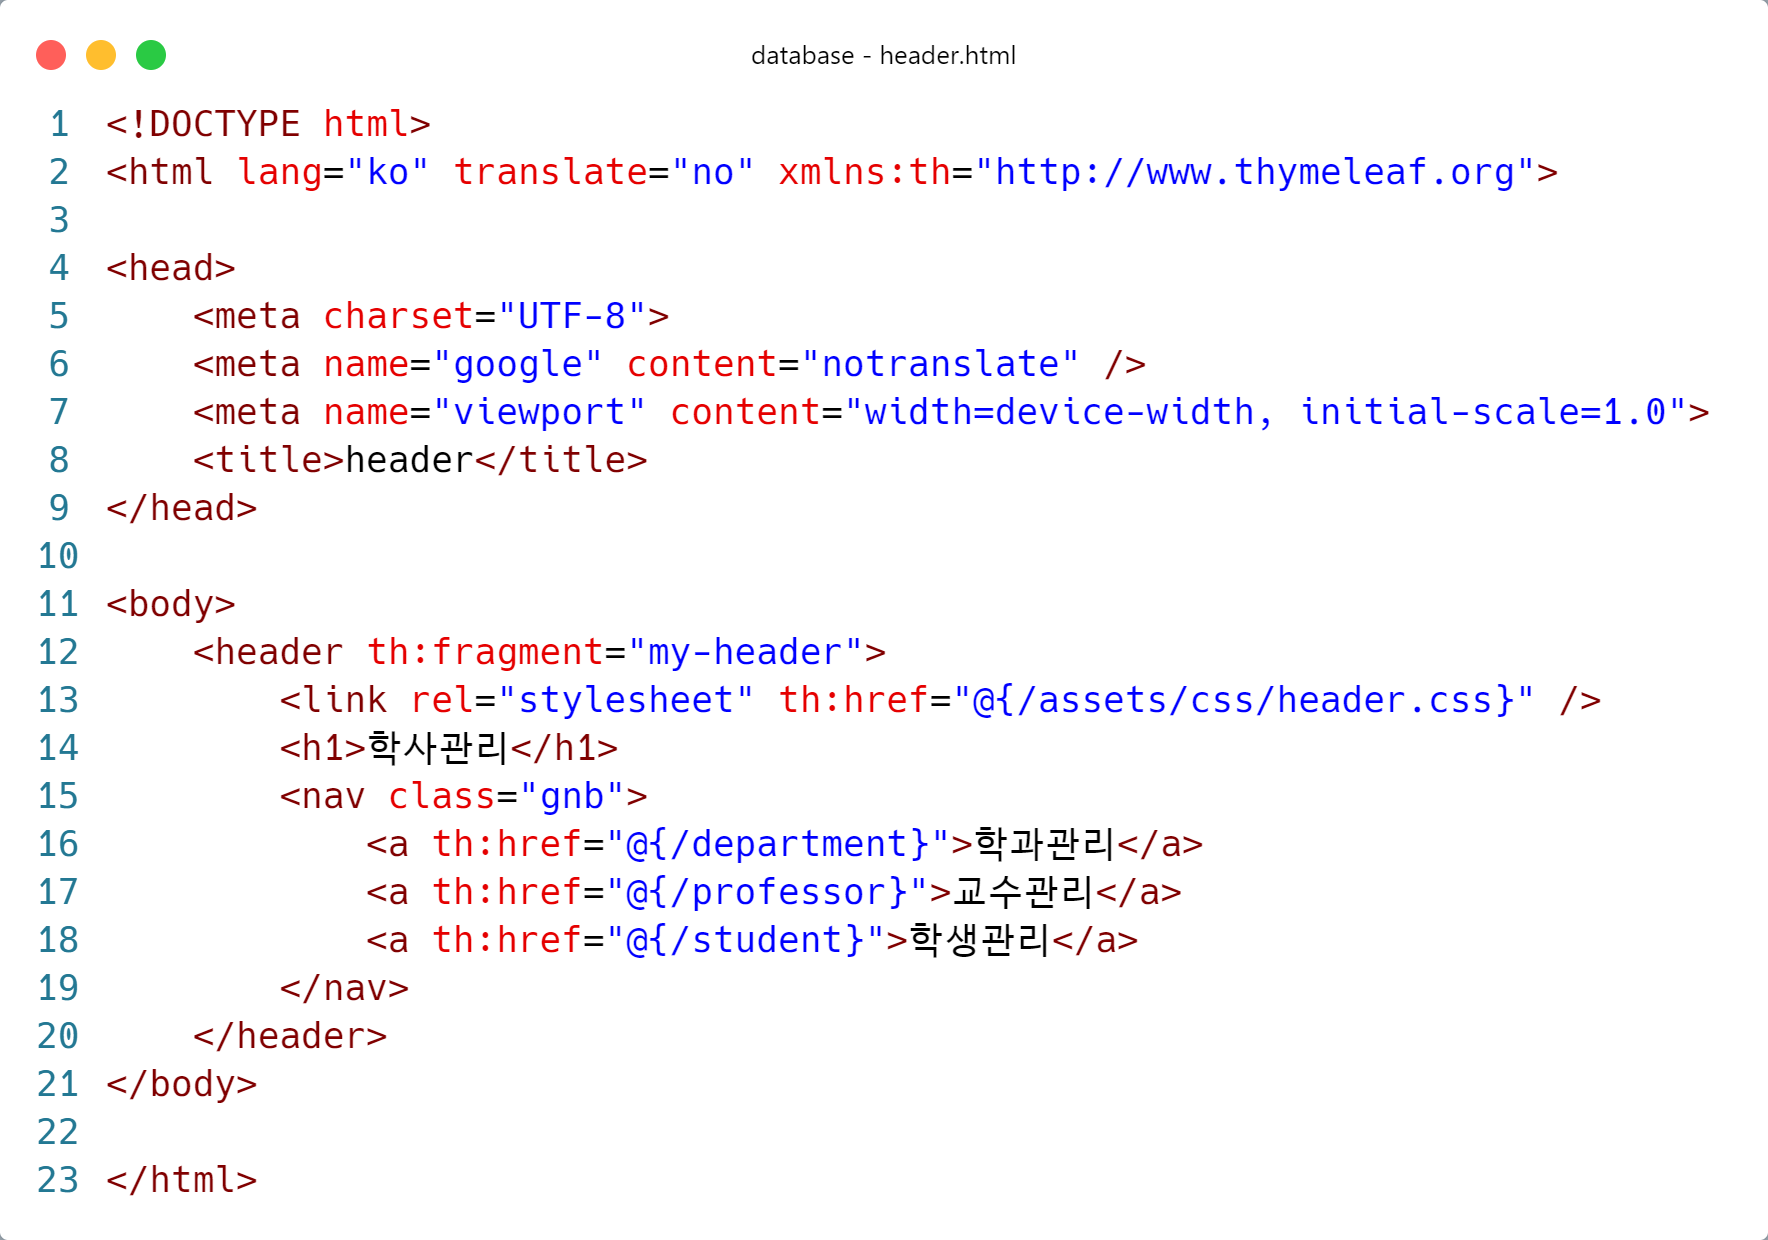 database - header.html
1 <!DOCTYPE html>
2 <html lang="ko" translate="no" xmlns:th="http://www.thymeleaf.org">
3
4 <head>
5     <meta charset="UTF-8">
6     <meta name="google" content="notranslate" />
7     <meta name="viewport" content="width=device-width, initial-scale=1.0">
8     <title>header</title>
9 </head>
10
11 <body>
12     <header th:fragment="my-header">
13         <link rel="stylesheet" th:href="@{/assets/css/header.css}" />
14         <h1>학사관리</h1>
15         <nav class="gnb">
16             <a th:href="@{/department}">학과관리</a>
17             <a th:href="@{/professor}">교수관리</a>
18             <a th:href="@{/student}">학생관리</a>
19         </nav>
20     </header>
21 </body>
22
23 </html>